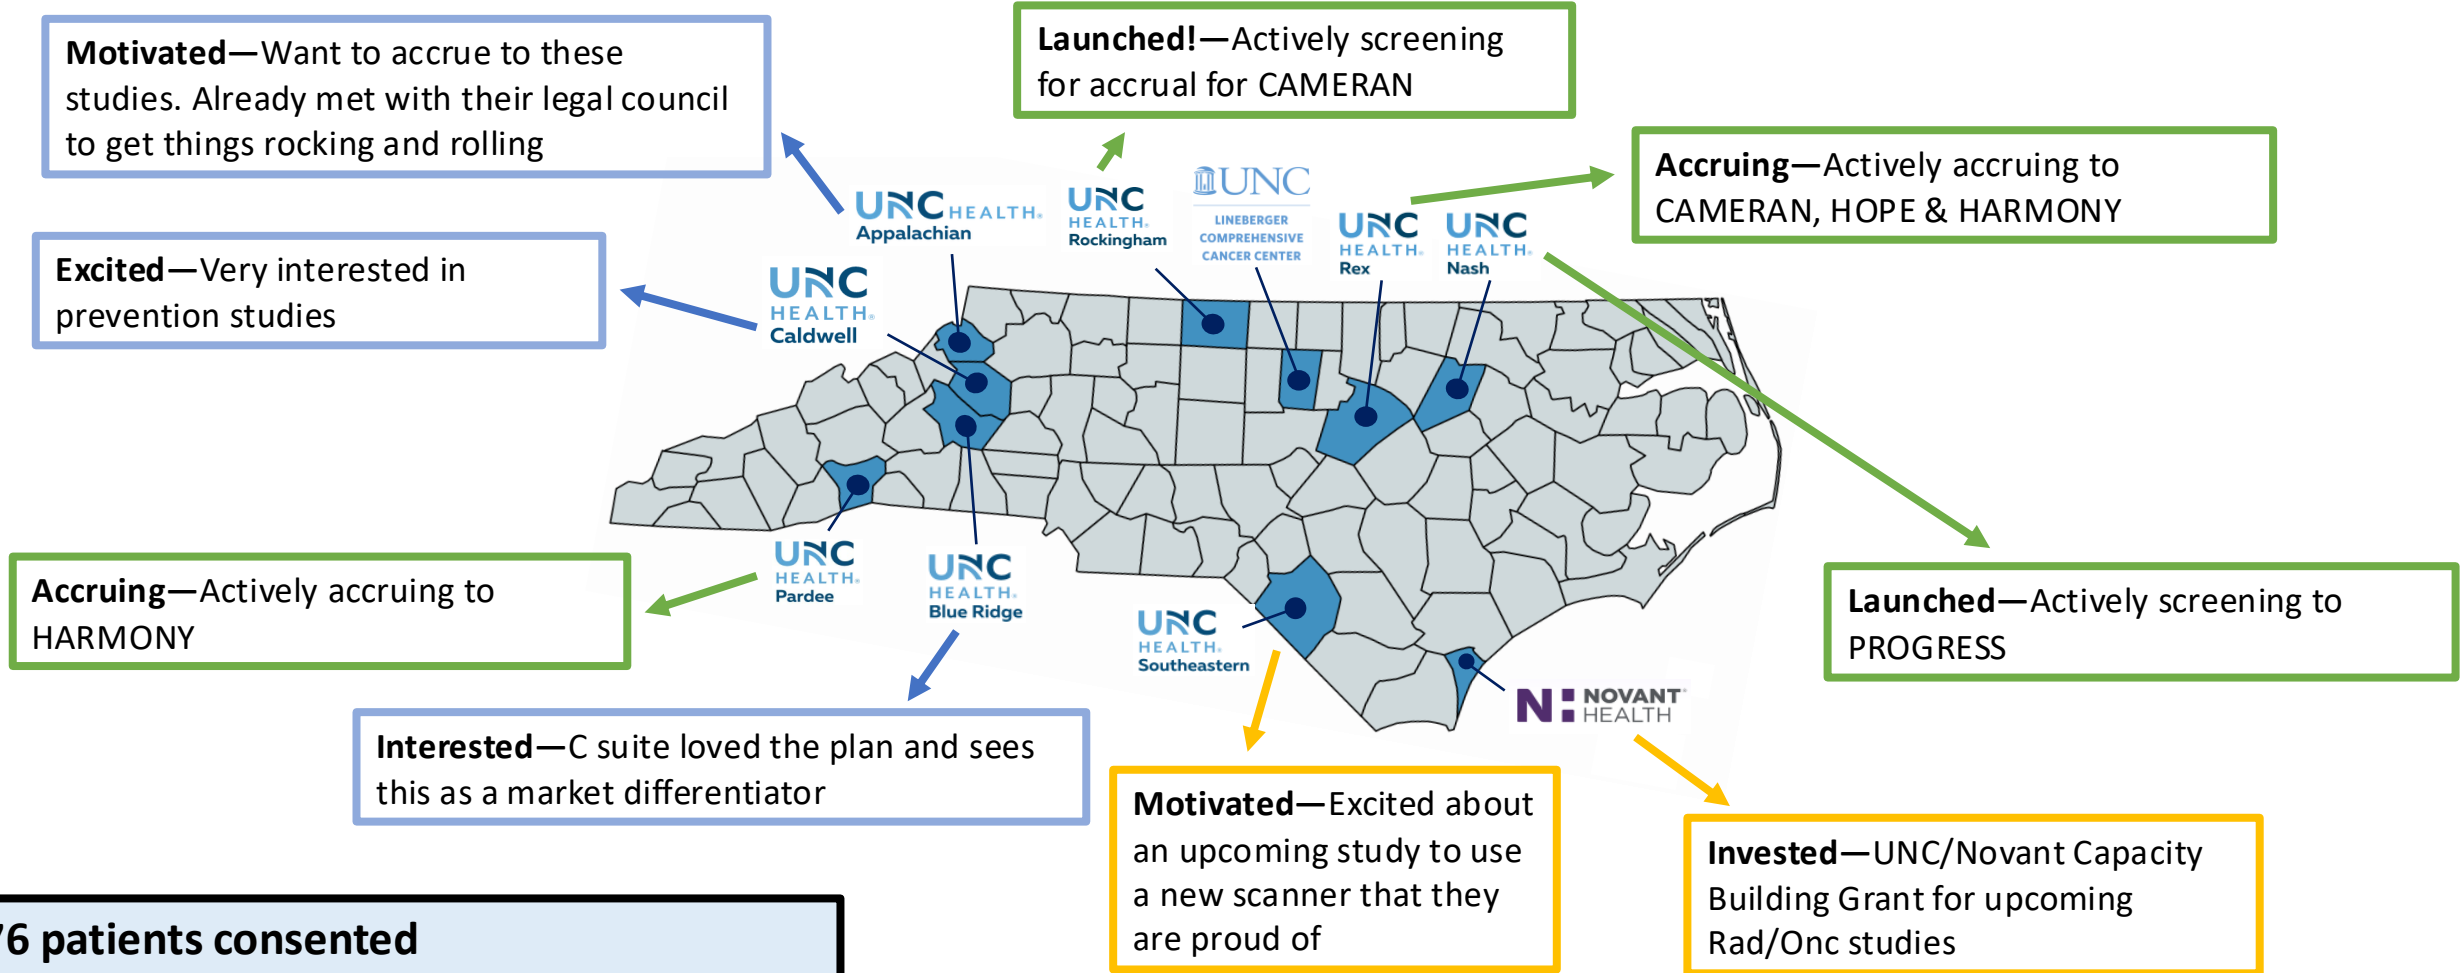 Motivated—Want to accrue to these
studies. Already met with their legal council
to get things rocking and rolling
Launched!—Actively screening
for accrual for CAMERAN
Accruing—Actively accruing to
CAMERAN, HOPE & HARMONY
Excited—Very interested in
prevention studies
UNC HEALTH®
Appalachian
UNC
HEALTH®
Rockingham
UNC
LINEBERGER
COMPREHENSIVE
CANCER CENTER
UNC
HEALTH®
Rex
UNC
HEALTH®
Nash
UNC
HEALTH®
Caldwell
Accruing—Actively accruing to
HARMONY
UNC
HEALTH®
Pardee
UNC
HEALTH®
Blue Ridge
UNC
HEALTH®
Southeastern
NOVANT®
HEALTH
Launched—Actively screening to
PROGRESS
Interested—C suite loved the plan and sees
this as a market differentiator
Motivated—Excited about
an upcoming study to use
a new scanner that they
are proud of
Invested—UNC/Novant Capacity
Building Grant for upcoming
Rad/Onc studies
6 patients consented